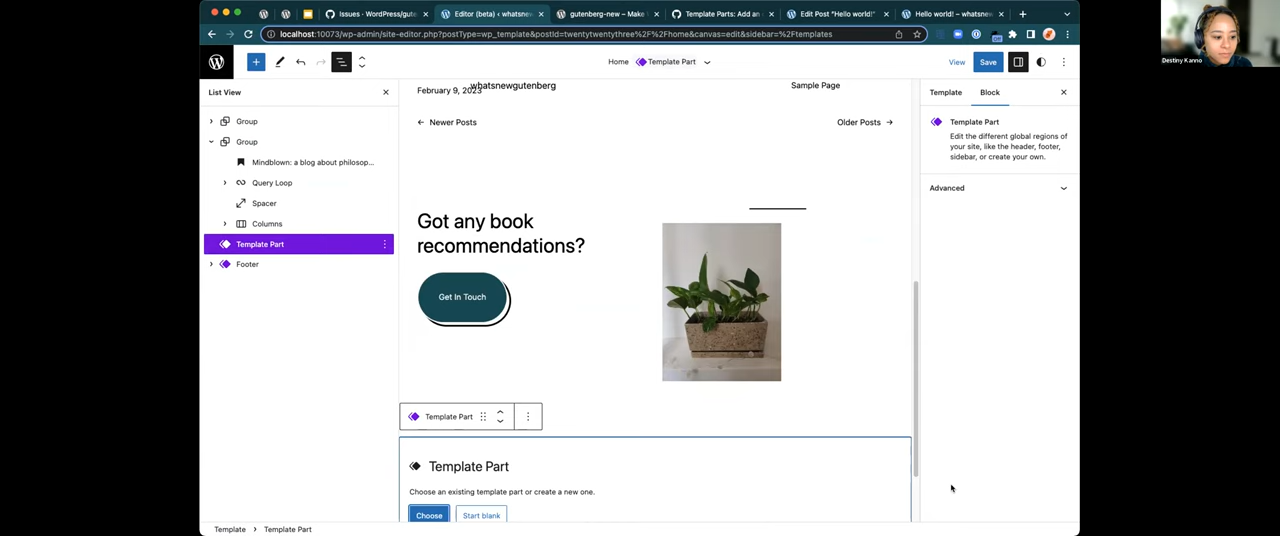 Issues · WordPress/gute
Editor (beta) ‹ whatsnew
gutenberg-new – Make
Template Parts: Add an
Edit Post "Hello world!"
Hello world! – whatsnew
localhost:10073/wp-admin/site-editor.php?postType=wp_template&postId=twentytwentythree%2F%2Fhome&canvas=edit&sidebar=%2Ftemplates
Off
Destiny Kanno
Home
Template Part
View
Save
List View
Group
Group
Mindblown: a blog about philosop...
Query Loop
Spacer
Columns
Template Part
Footer
February 9, 2023
whatsnewgutenberg
Sample Page
← Newer Posts
Older Posts →
Got any book
recommendations?
Get In Touch
Template Part
Template Part
Choose an existing template part or create a new one.
Choose
Start blank
Template
Block
Template Part
Edit the different global regions of
your site, like the header, footer,
sidebar, or create your own.
Advanced
Template > Template Part